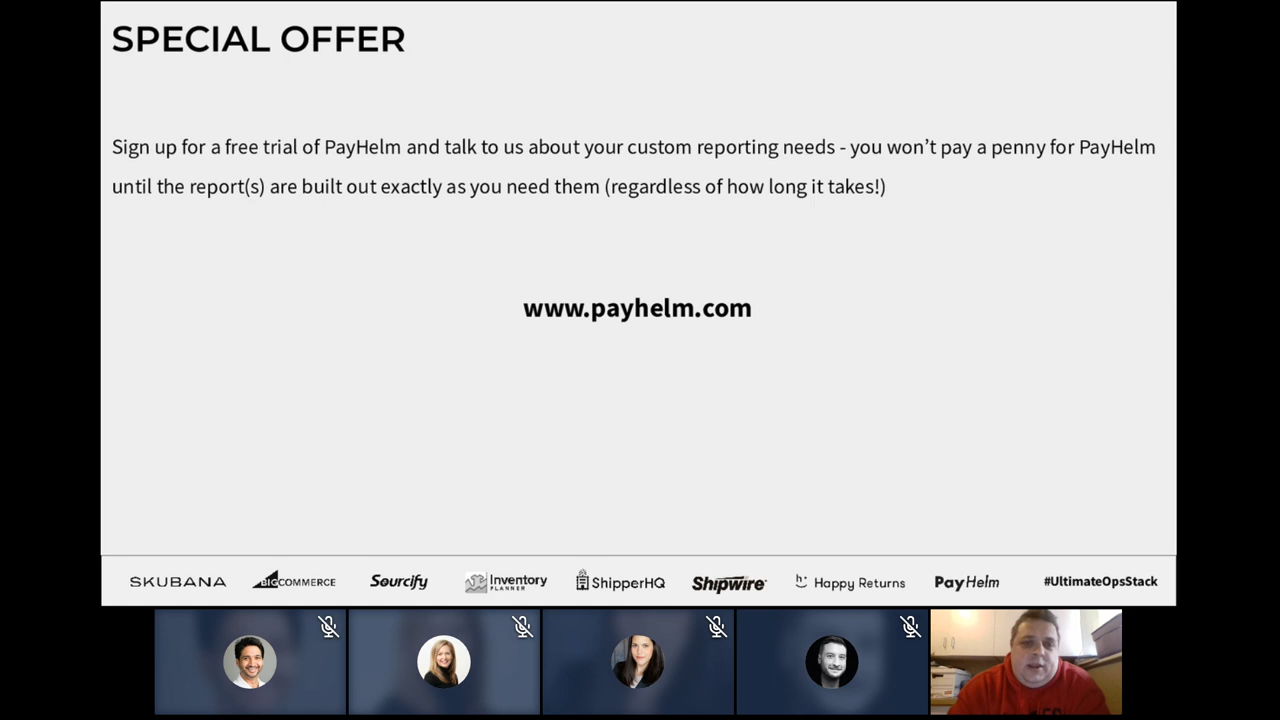 SPECIAL OFFER
Sign up for a free trial of PayHelm and talk to us about your custom reporting needs - you won’t pay a penny for PayHelm
until the report(s) are built out exactly as you need them (regardless of how long it takes!)
www.payhelm.com
SKUBANA BIGCOMMERCE Sourcify Inventory PLANNER ShipperHQ Shipwire Happy Returns PayHelm #UltimateOpsStack